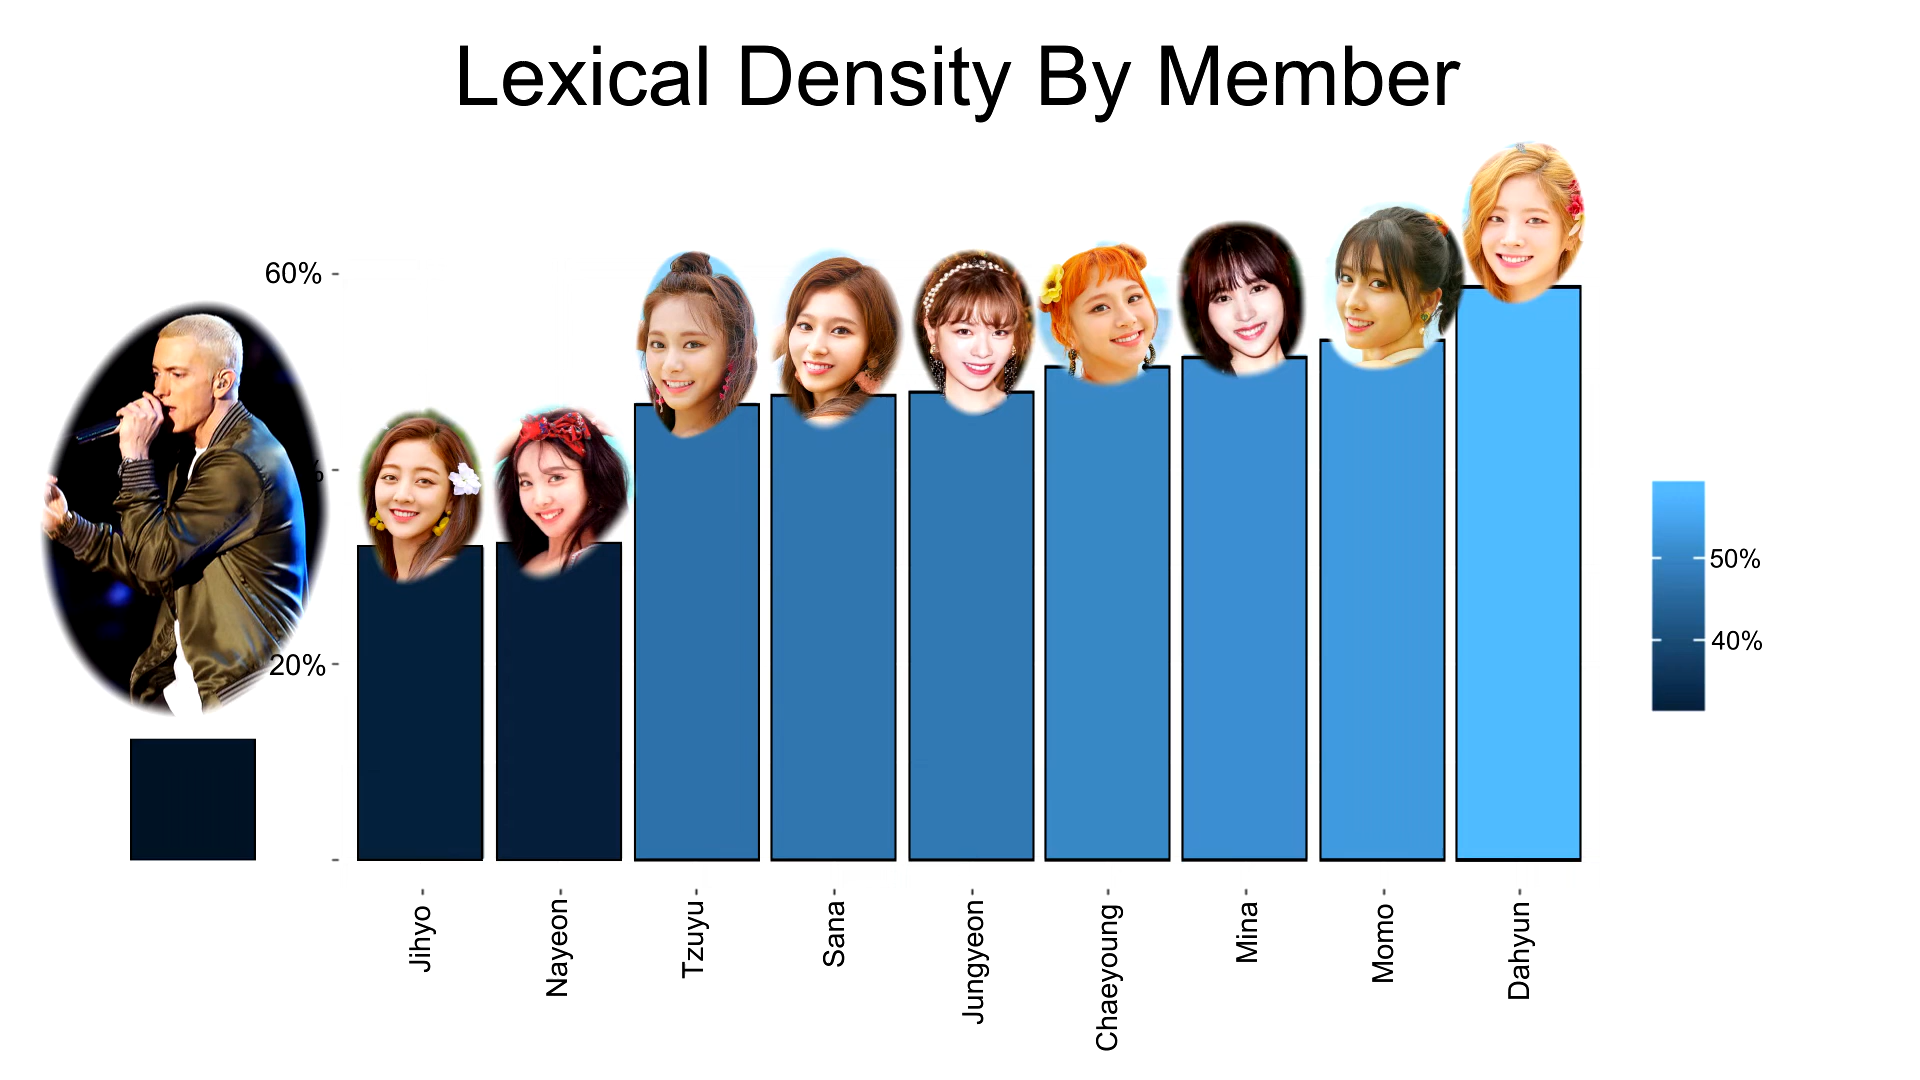 Lexical Density By Member
60%
%
20%
50%
40%
Jihyo
Nayeon
Tzuyu
Sana
Jungyeon
Chaeyoung
Mina
Momo
Dahyun